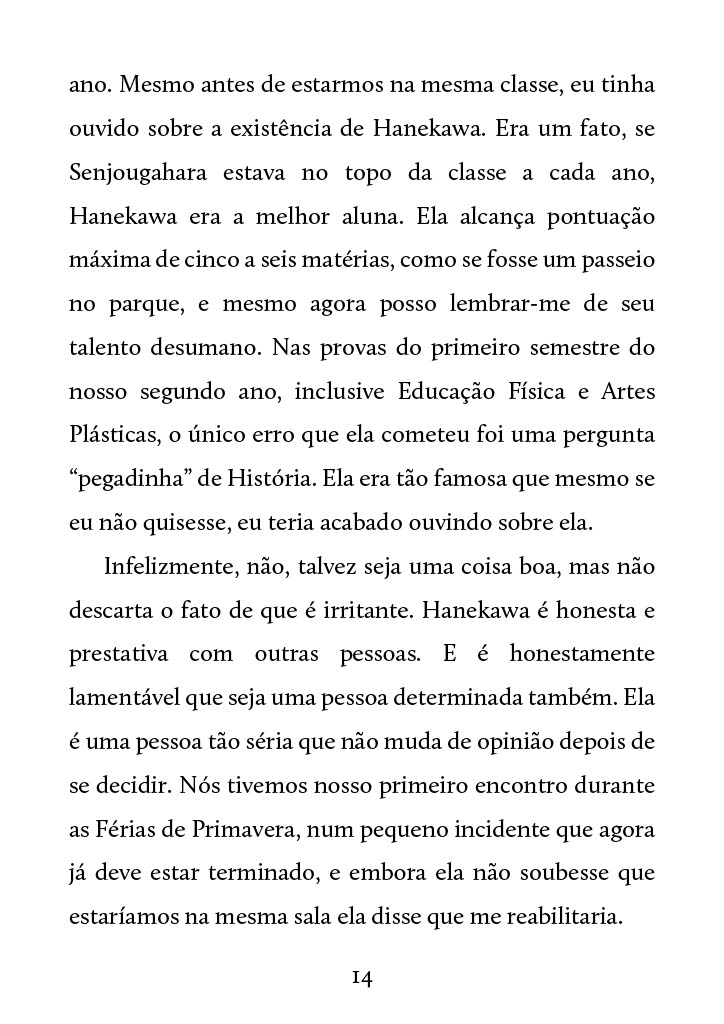 ano. Mesmo antes de estarmos na mesma classe, eu tinha
ouvido sobre a existência de Hanekawa. Era um fato, se
Senjougahara estava no topo da classe a cada ano,
Hanekawa era a melhor aluna. Ela alcança pontuação
máxima de cinco a seis matérias, como se fosse um passeio
no parque, e mesmo agora posso lembrar-me de seu
talento desumano. Nas provas do primeiro semestre do
nosso segundo ano, inclusive Educação Física e Artes
Plásticas, o único erro que ela cometeu foi uma pergunta
“pegadinha” de História. Ela era tão famosa que mesmo se
eu não quisesse, eu teria acabado ouvindo sobre ela.
Infelizmente, não, talvez seja uma coisa boa, mas não
descarta o fato de que é irritante. Hanekawa é honesta e
prestativa com outras pessoas. E é honestamente
lamentável que seja uma pessoa determinada também. Ela
é uma pessoa tão séria que não muda de opinião depois de
se decidir. Nós tivemos nosso primeiro encontro durante
as Férias de Primavera, num pequeno incidente que agora
já deve estar terminado, e embora ela não soubesse que
estaríamos na mesma sala ela disse que me reabilitaria.
14